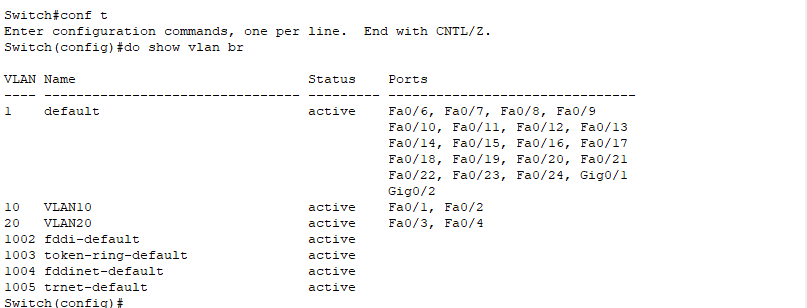 Switch#conf t
Enter configuration commands, one per line.  End with CNTL/Z.
Switch(config)#do show vlan br
VLAN Name                             Status    Ports
---- -------------------------------- --------- -------------------------------
1    default                          active    Fa0/6, Fa0/7, Fa0/8, Fa0/9
                                                Fa0/10, Fa0/11, Fa0/12, Fa0/13
                                                Fa0/14, Fa0/15, Fa0/16, Fa0/17
                                                Fa0/18, Fa0/19, Fa0/20, Fa0/21
                                                Fa0/22, Fa0/23, Fa0/24, Gig0/1
                                                Gig0/2
10   VLAN10                           active    Fa0/1, Fa0/2
20   VLAN20                           active    Fa0/3, Fa0/4
1002 fddi-default                     active
1003 token-ring-default               active
1004 fddinet-default                  active
1005 trnet-default                    active
Switch(config)#